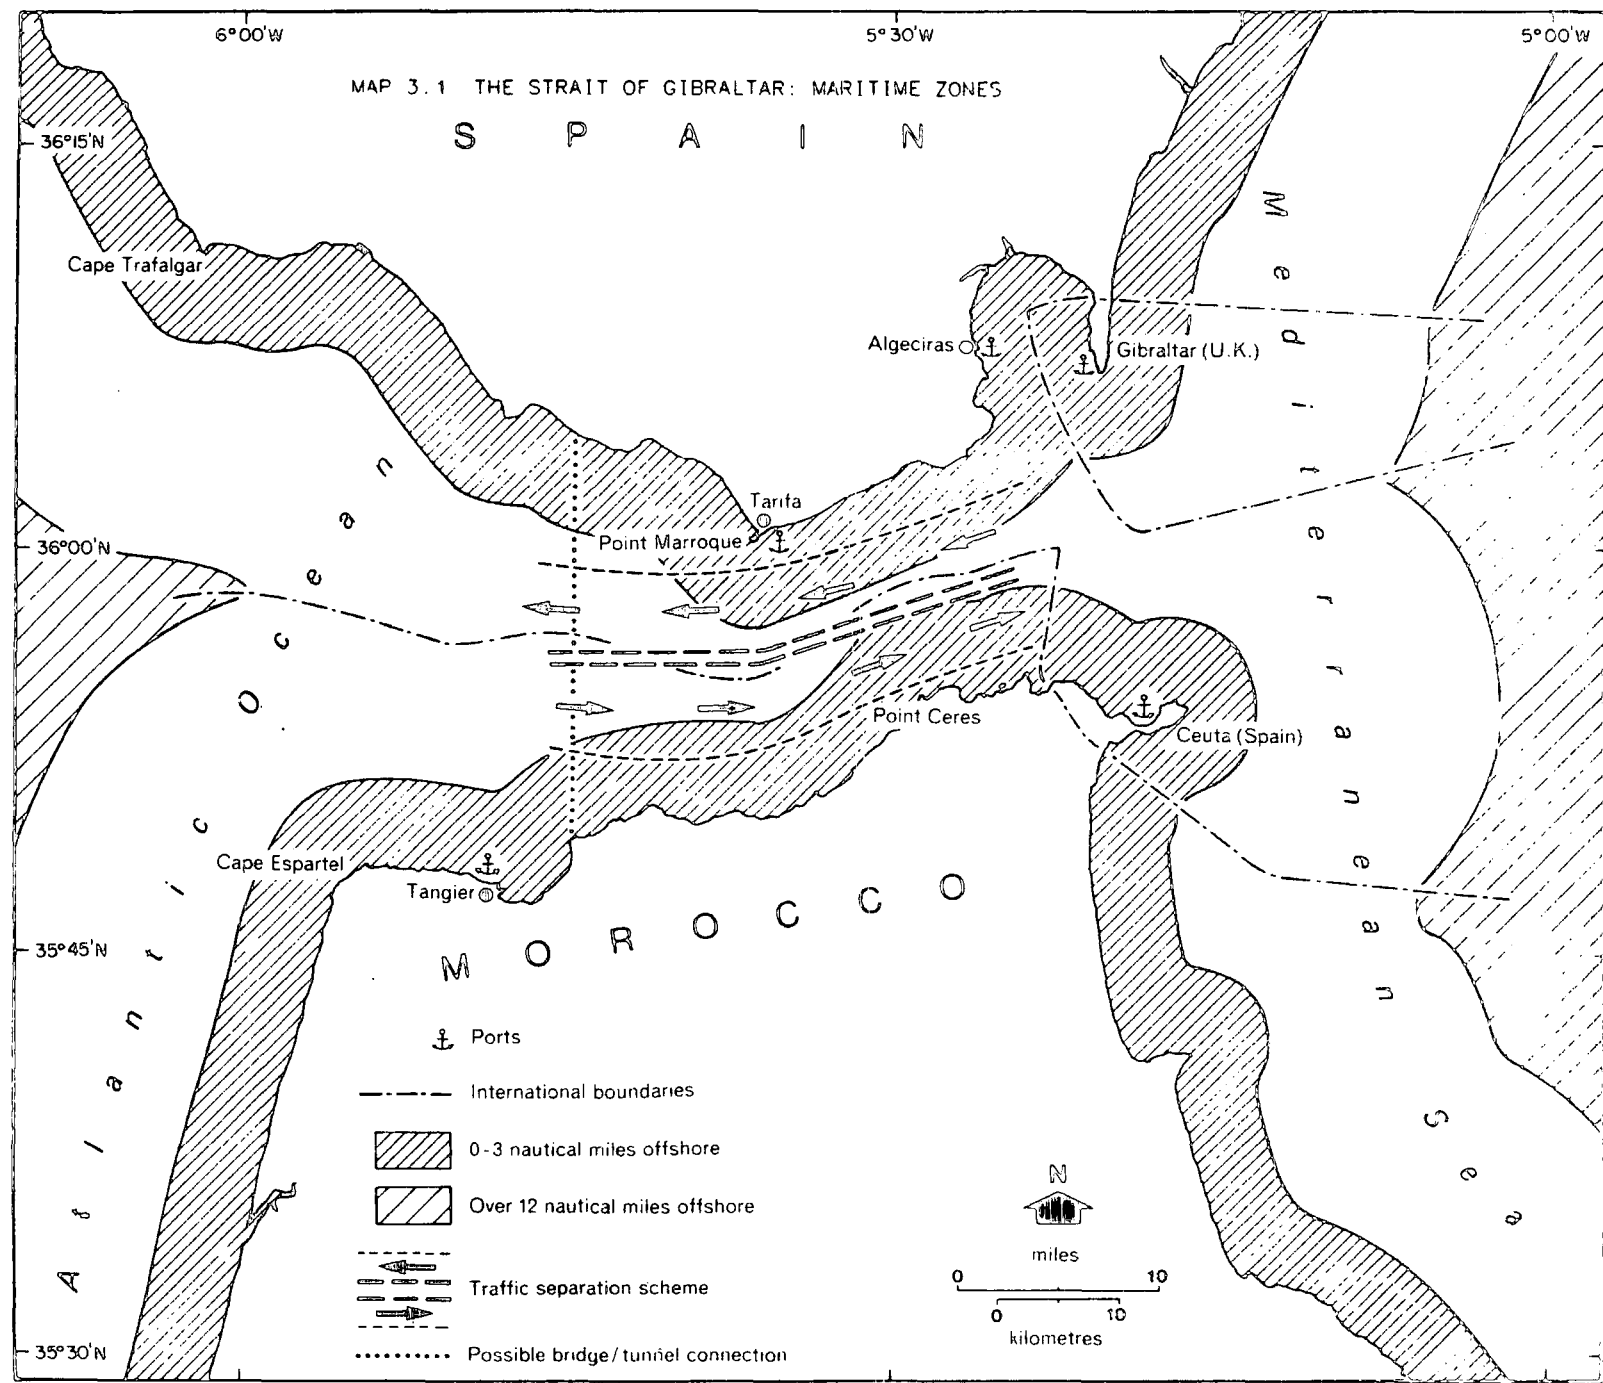 6°00'W 5°30'W 5°00'W
MAP 3.1 THE STRAIT OF GIBRALTAR: MARITIME ZONES
SPAIN
36°15'N
Cape Trafalgar
Algeciras
Gibraltar (U.K.)
Mediterranean Sea
Tarifa
Point Marroque
36°00'N
Atlantic Ocean
Point Ceres
Ceuta (Spain)
Cape Espartel
Tangier
MOROCCO
35°45'N
Ports
International boundaries
0-3 nautical miles offshore
Over 12 nautical miles offshore
Traffic separation scheme
Possible bridge/tunnel connection
N
miles
0 10
0 10
kilometres
35°30'N